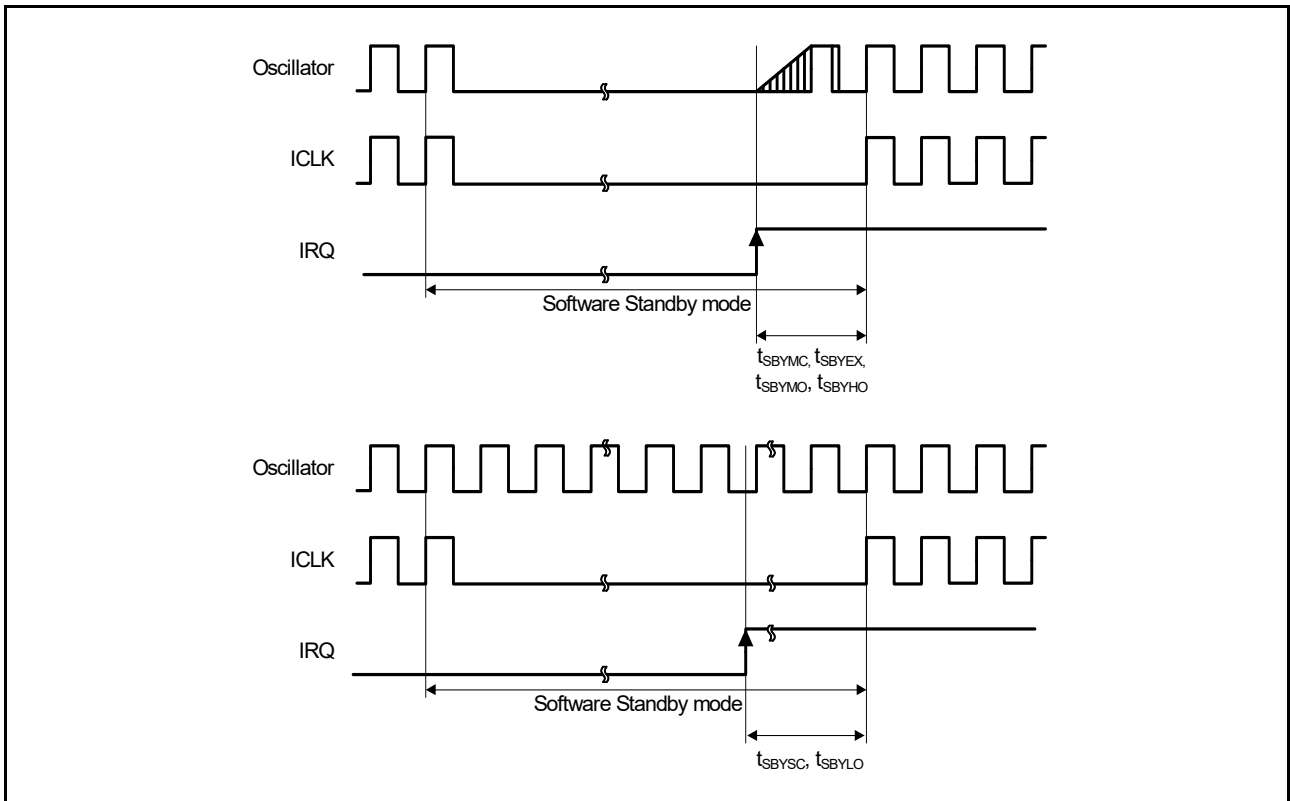 Oscillator
ICLK
IRQ
Software Standby mode
tSBYMC, tSBYEX,
tSBYMO, tSBYHO
Oscillator
ICLK
IRQ
Software Standby mode
tSBYSC, tSBYLO